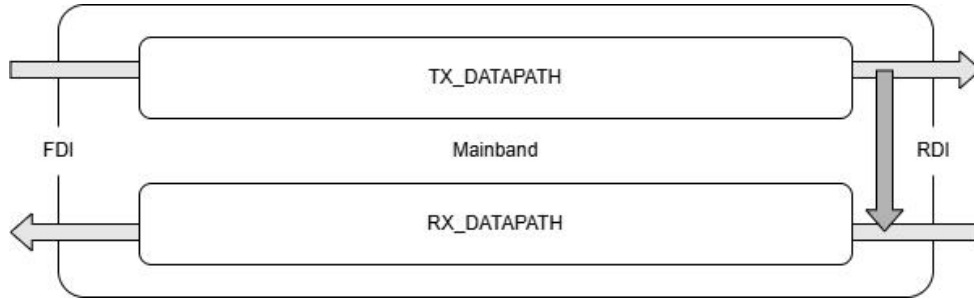 TX_DATAPATH
FDI
Mainband
RDI
RX_DATAPATH